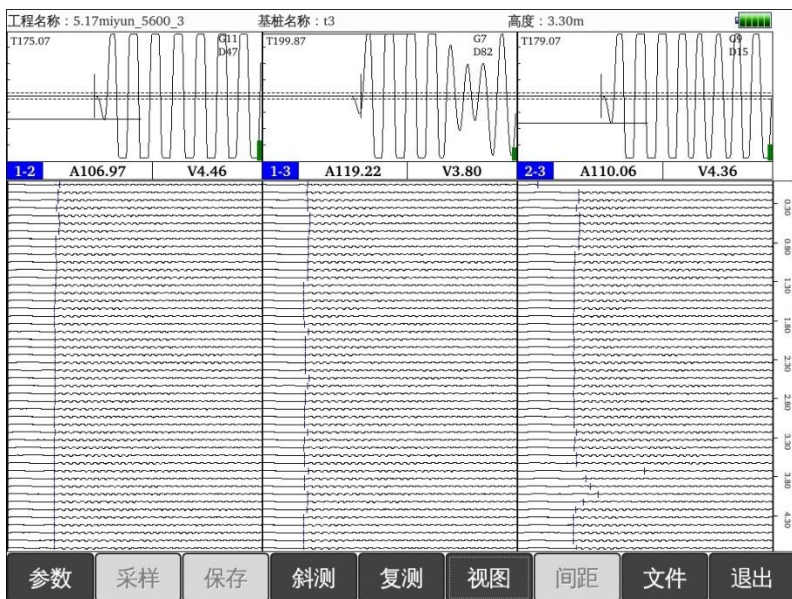 工程名称：5.17miyun_5600_3 基桩名称：t3 高度：3.30m
T175.07 G11 T199.87 G7 T179.07 G9
D47 D82 D15
1-2 A106.97 V4.46 1-3 A119.22 V3.80 2-3 A110.06 V4.36
0.30
0.80
1.30
1.80
2.30
2.80
3.30
3.80
4.30
参数 采样 保存 斜测 复测 视图 间距 文件 退出